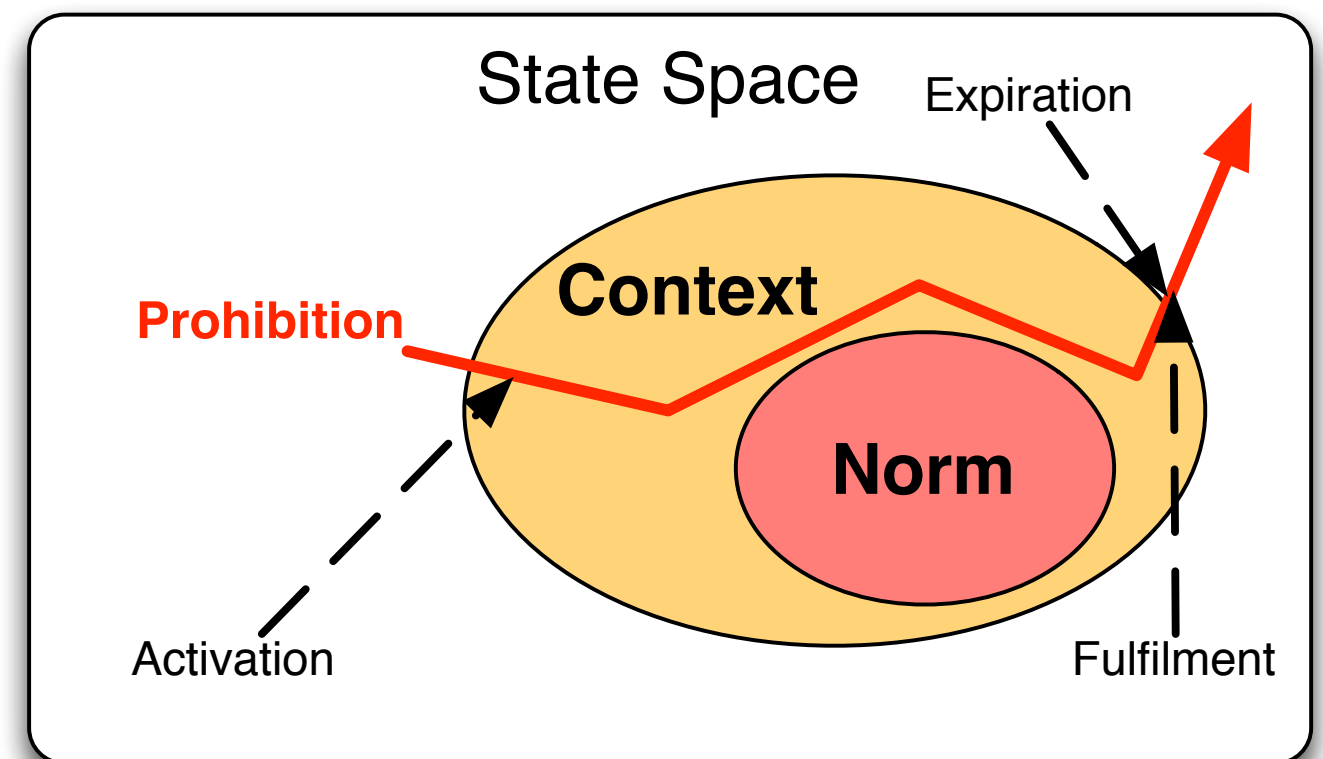 State Space
Expiration
Context
Prohibition
Norm
Activation
Fulfilment